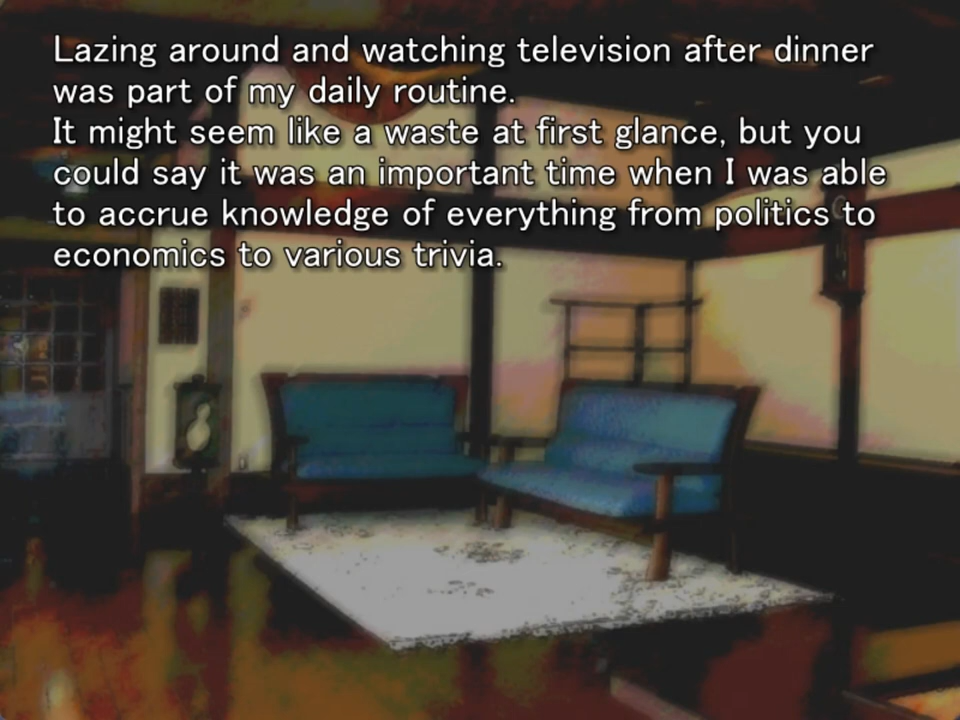 Lazing around and watching television after dinner
was part of my daily routine.
It might seem like a waste at first glance, but you
could say it was an important time when I was able
to accrue knowledge of everything from politics to
economics to various trivia.